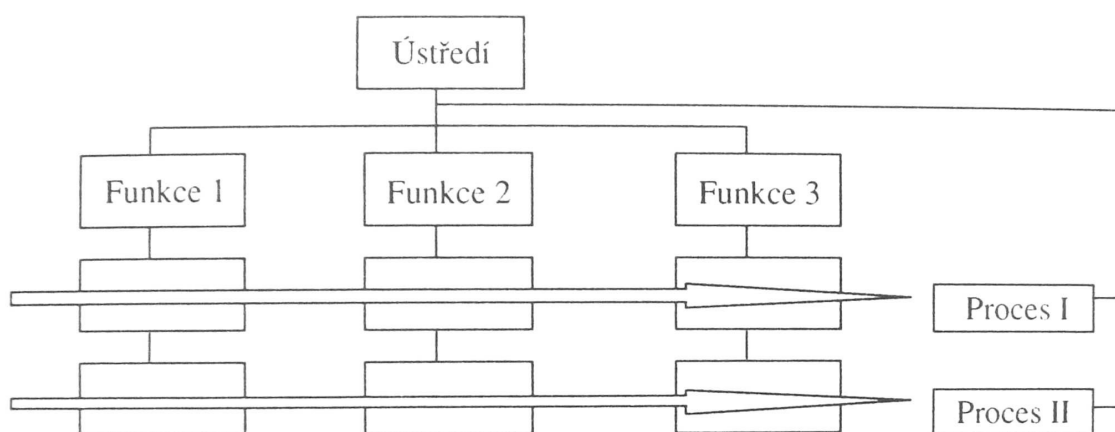 Ústředí
Funkce 1
Funkce 2
Funkce 3
Proces I
Proces II